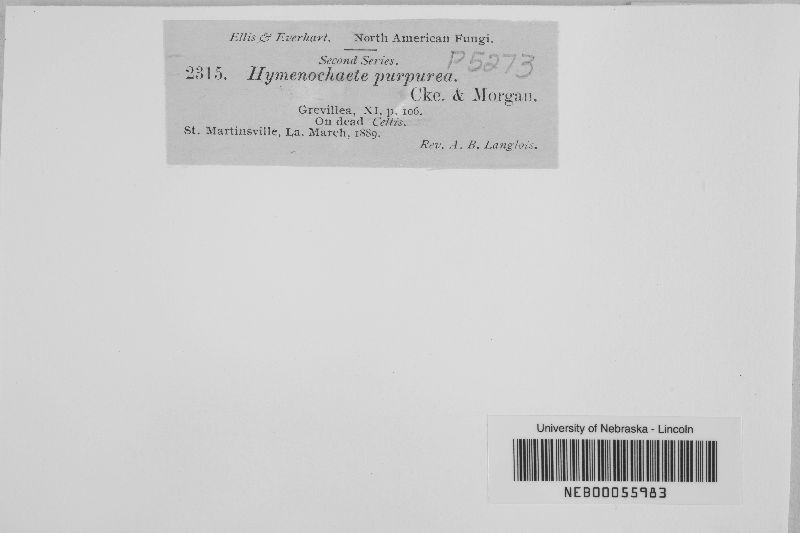 Ellis & Everhart. North American Fungi.
Second Series.
P5273
2315. Hymenochaete purpurea.
Cke. & Morgan.
Grevillea, XI, p. 106.
On dead Celtis.
St. Martinsville, La. March, 1889.
Rev. A. B. Langlois.
University of Nebraska - Lincoln
NEB00055983